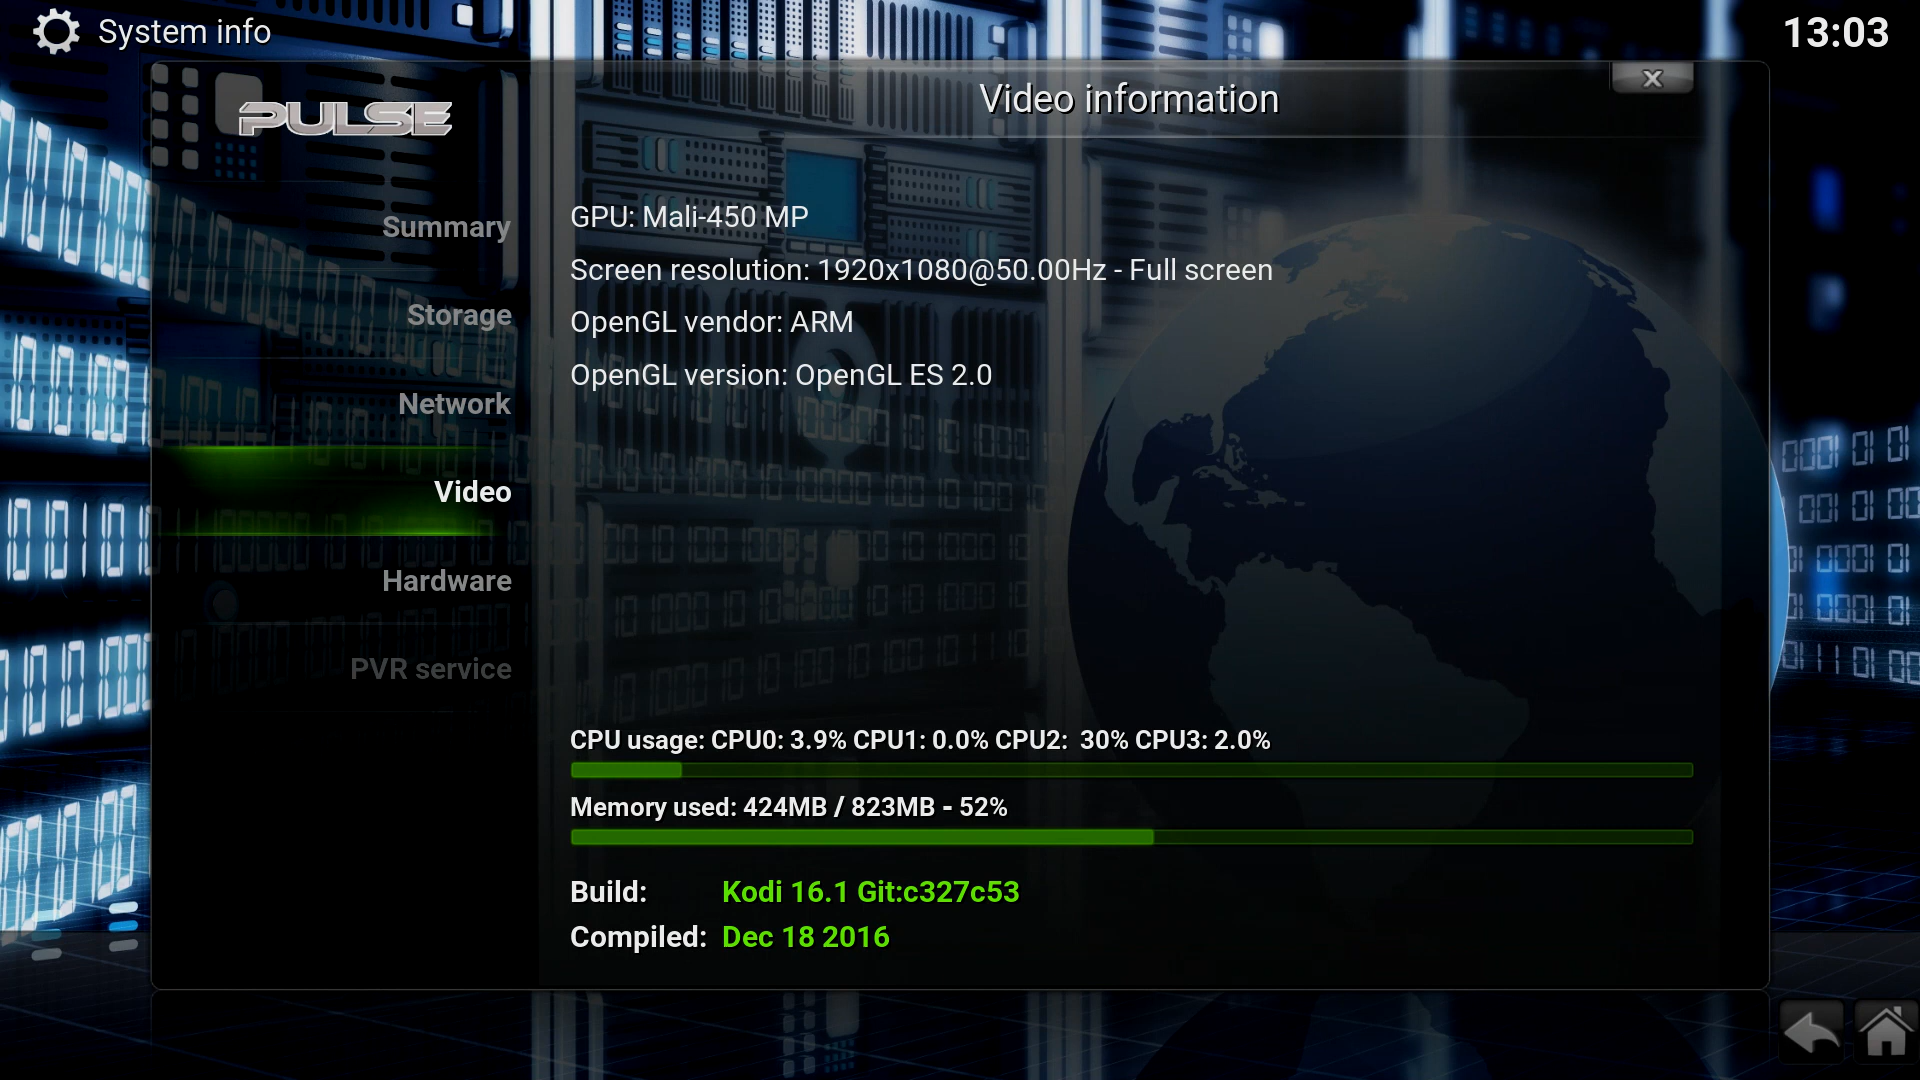 System info
13:03
PULSE
Video information
x
Summary
Storage
Network
Video
Hardware
PVR service
GPU: Mali-450 MP
Screen resolution: 1920x1080@50.00Hz - Full screen
OpenGL vendor: ARM
OpenGL version: OpenGL ES 2.0
CPU usage: CPU0: 3.9% CPU1: 0.0% CPU2:  30% CPU3: 2.0%
Memory used: 424MB / 823MB - 52%
Build: Kodi 16.1 Git:c327c53
Compiled: Dec 18 2016